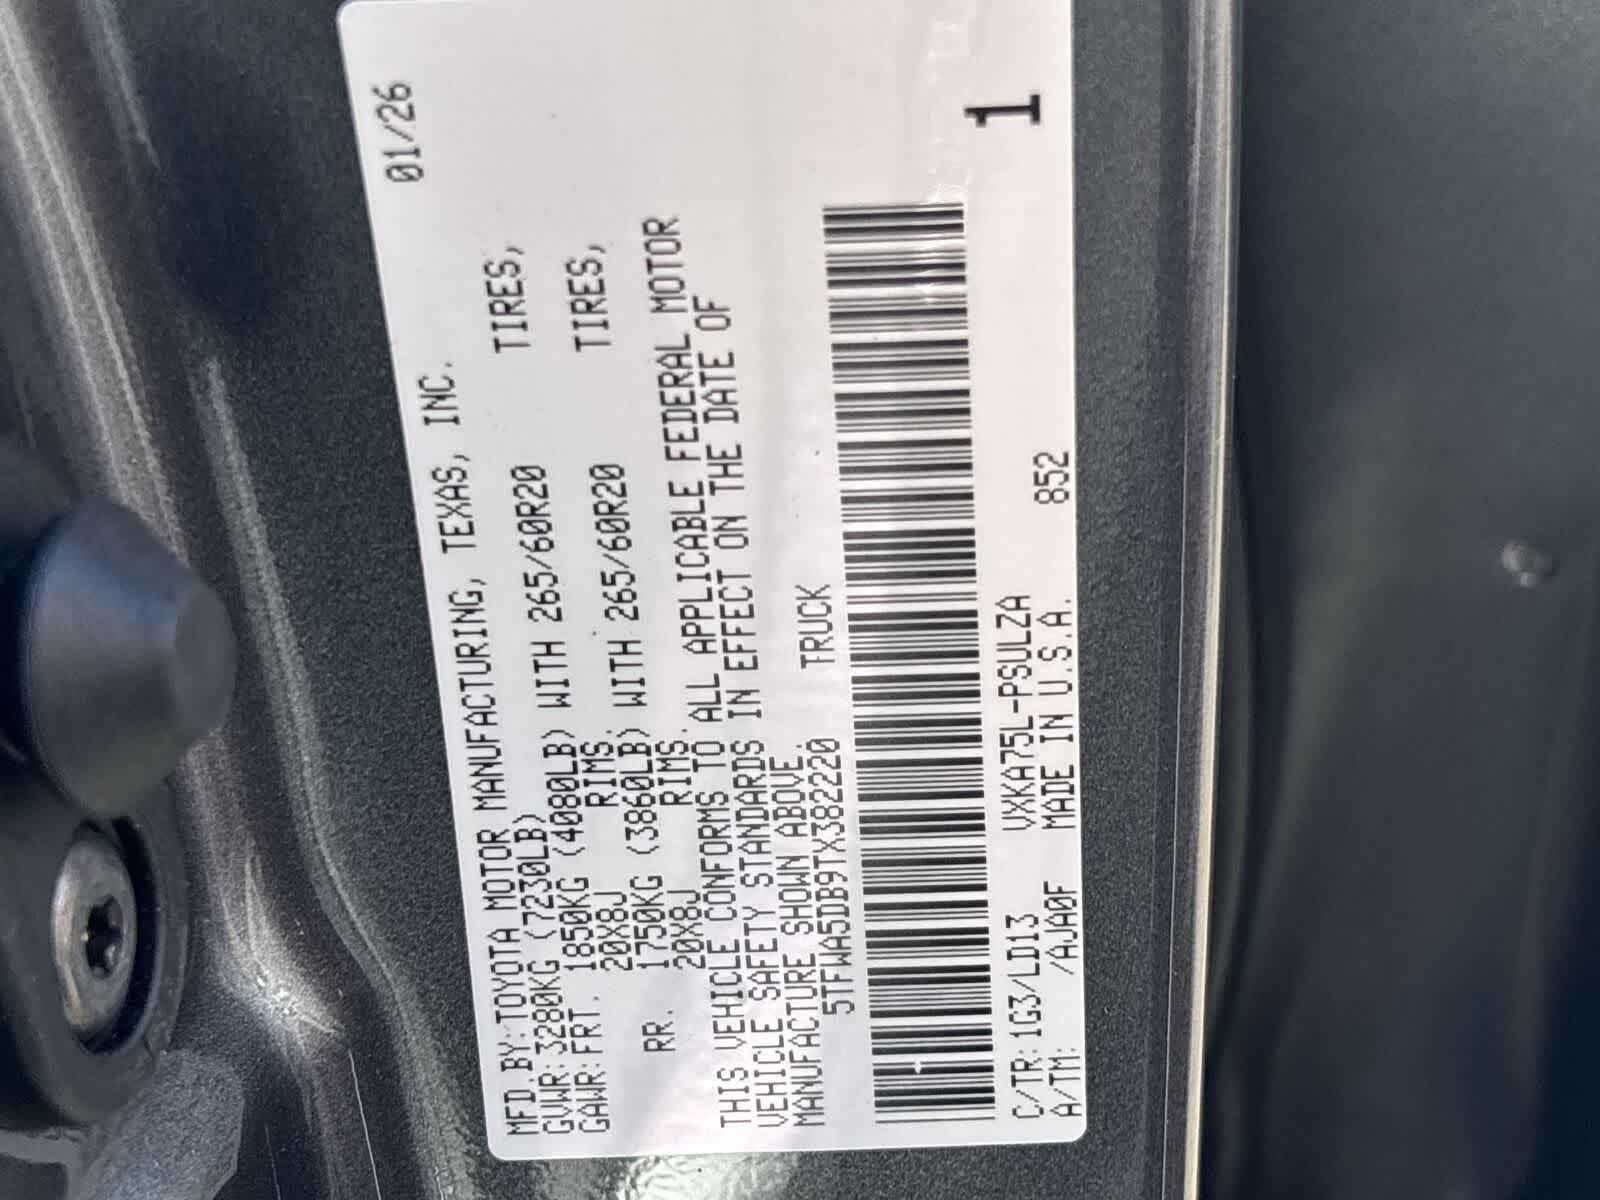 MFD.BY:TOYOTA MOTOR MANUFACTURING, TEXAS, INC. 01/26
GVWR:3280KG (7230LB)
GAWR:FRT. 1850KG (4080LB) WITH 265/60R20 TIRES,
20X8J RIMS.
RR. 1750KG (3860LB) WITH 265/60R20 TIRES,
20X8J RIMS.
THIS VEHICLE CONFORMS TO ALL APPLICABLE FEDERAL MOTOR
VEHICLE SAFETY STANDARDS IN EFFECT ON THE DATE OF
MANUFACTURE SHOWN ABOVE.
5TFWA5DB9TX382220 TRUCK
C/TR:1G3/LD13 VXKA75L-PSULZA 1
A/TM: /AJA0F MADE IN U.S.A. 852